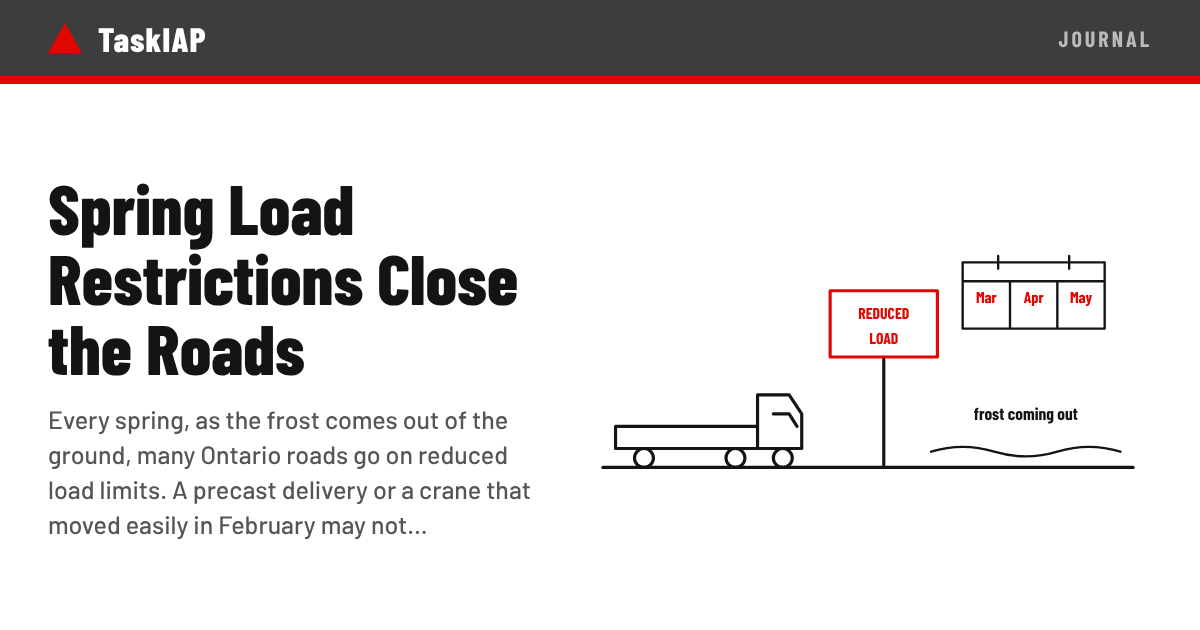 TaskIAP
JOURNAL
Spring Load
Restrictions Close
the Roads
Every spring, as the frost comes out of the
ground, many Ontario roads go on reduced
load limits. A precast delivery or a crane that
moved easily in February may not...
REDUCED
LOAD
Mar Apr May
frost coming out